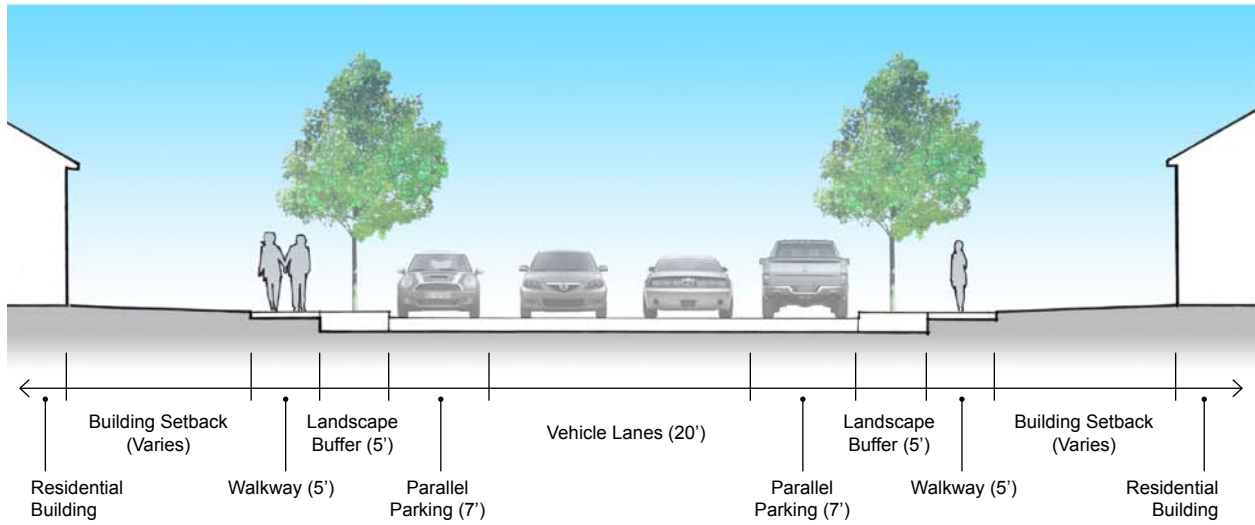 Building Setback
(Varies)
Landscape
Buffer (5’)
Vehicle Lanes (20’)
Landscape
Buffer (5’)
Building Setback
(Varies)
Residential
Building
Walkway (5’)
Parallel
Parking (7’)
Parallel
Parking (7’)
Walkway (5’)
Residential
Building